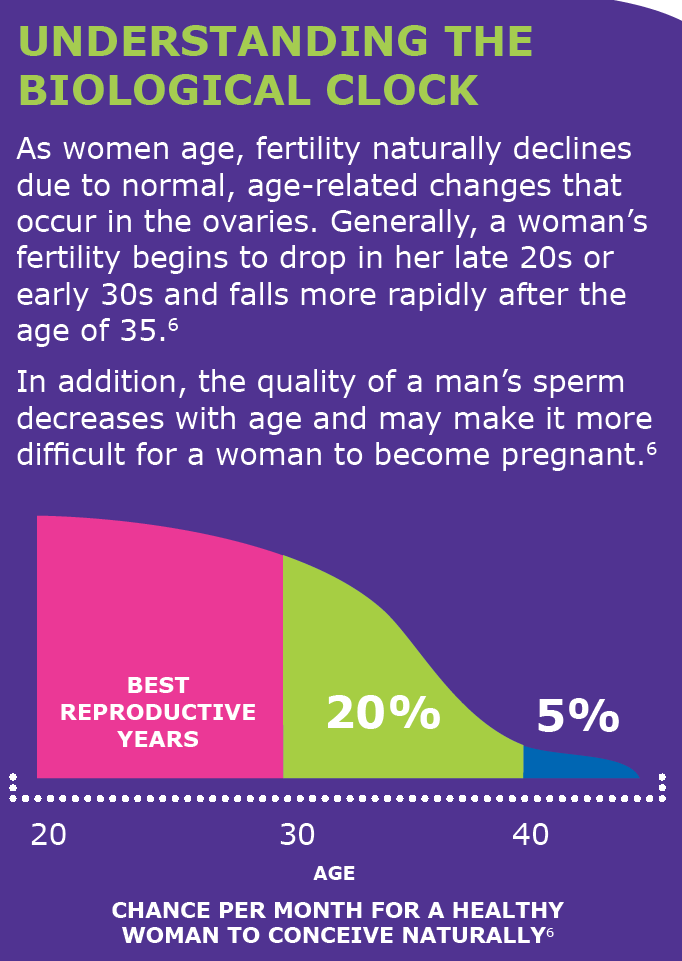 UNDERSTANDING THE
BIOLOGICAL CLOCK
As women age, fertility naturally declines
due to normal, age-related changes that
occur in the ovaries. Generally, a woman’s
fertility begins to drop in her late 20s or
early 30s and falls more rapidly after the
age of 35.⁶
In addition, the quality of a man’s sperm
decreases with age and may make it more
difficult for a woman to become pregnant.⁶
BEST
REPRODUCTIVE
YEARS
20%
5%
20
30
40
AGE
CHANCE PER MONTH FOR A HEALTHY
WOMAN TO CONCEIVE NATURALLY⁶